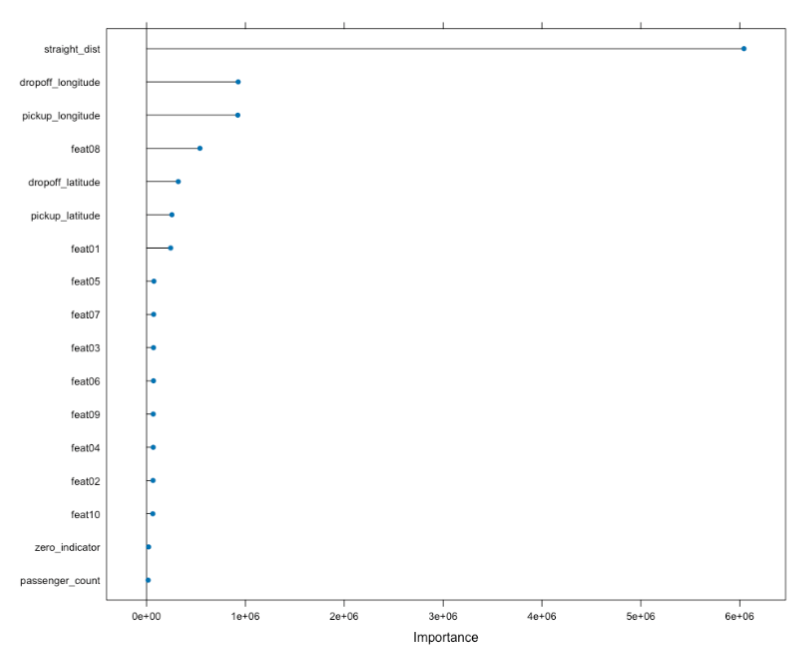 straight_dist
dropoff_longitude
pickup_longitude
feat08
dropoff_latitude
pickup_latitude
feat01
feat05
feat07
feat03
feat06
feat09
feat04
feat02
feat10
zero_indicator
passenger_count
0e+00 1e+06 2e+06 3e+06 4e+06 5e+06 6e+06
Importance